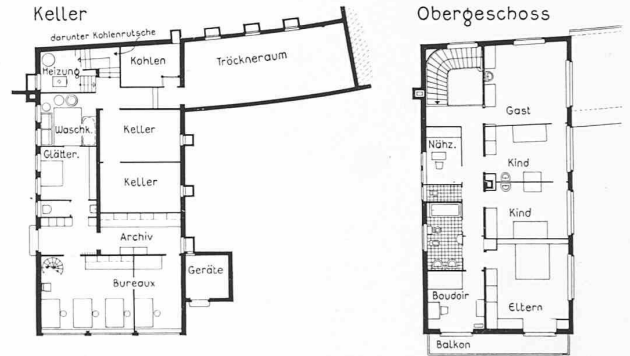 Keller
darunter Kohlenrutsche
Heizung
Kohlen
Tröckneraum
Waschk.
Keller
Glätter.
Keller
Archiv
Bureaux
Geräte
Obergeschoss
Gast
Nähz.
Kind
Kind
Boudoir
Eltern
Balkon